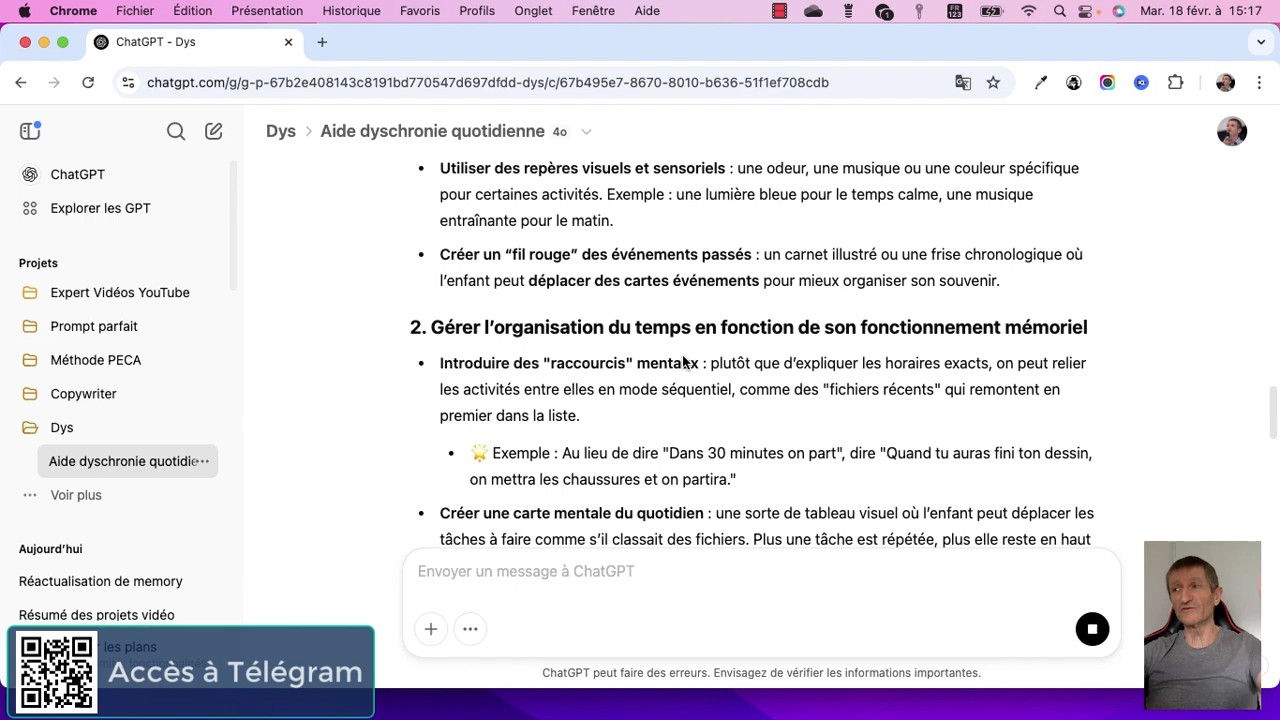 Chrome Fichier Édition Présentation Historique Favoris Profils Onglet Fenêtre Aide 1 FR 123 Mar. 18 févr. à 15:17
ChatGPT - Dys
chatgpt.com/g/g-p-67b2e408143c8191bd770547d697dfdd-dys/c/67b495e7-8670-8010-b636-51f1ef708cdb
Dys > Aide dyschronie quotidienne 4o
ChatGPT
Explorer les GPT
Projets
Expert Vidéos YouTube
Prompt parfait
Méthode PECA
Copywriter
Dys
Aide dyschronie quotidie
Voir plus
Aujourd’hui
Réactualisation de memory
Résumé des projets vidéo
les plans
• Utiliser des repères visuels et sensoriels : une odeur, une musique ou une couleur spécifique
pour certaines activités. Exemple : une lumière bleue pour le temps calme, une musique
entraînante pour le matin.
• Créer un “fil rouge” des événements passés : un carnet illustré ou une frise chronologique où
l’enfant peut déplacer des cartes événements pour mieux organiser son souvenir.
2. Gérer l’organisation du temps en fonction de son fonctionnement mémoriel
• Introduire des "raccourcis" mentaux : plutôt que d’expliquer les horaires exacts, on peut relier
les activités entre elles en mode séquentiel, comme des "fichiers récents" qui remontent en
premier dans la liste.
• 🌟 Exemple : Au lieu de dire "Dans 30 minutes on part", dire "Quand tu auras fini ton dessin,
on mettra les chaussures et on partira."
• Créer une carte mentale du quotidien : une sorte de tableau visuel où l’enfant peut déplacer les
tâches à faire comme s’il classait des fichiers. Plus une tâche est répétée, plus elle reste en haut
Envoyer un message à ChatGPT
ChatGPT peut faire des erreurs. Envisagez de vérifier les informations importantes.
Accès à Télégram